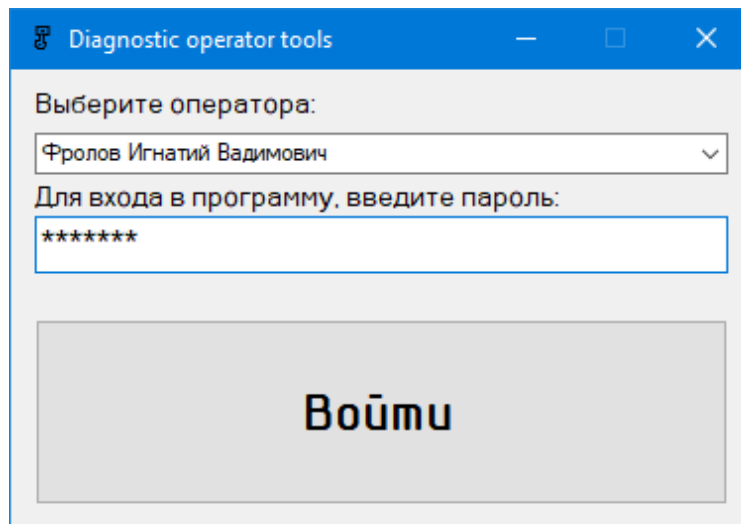 Diagnostic operator tools
Выберите оператора:
Фролов Игнатий Вадимович
Для входа в программу, введите пароль:
*******
Войти